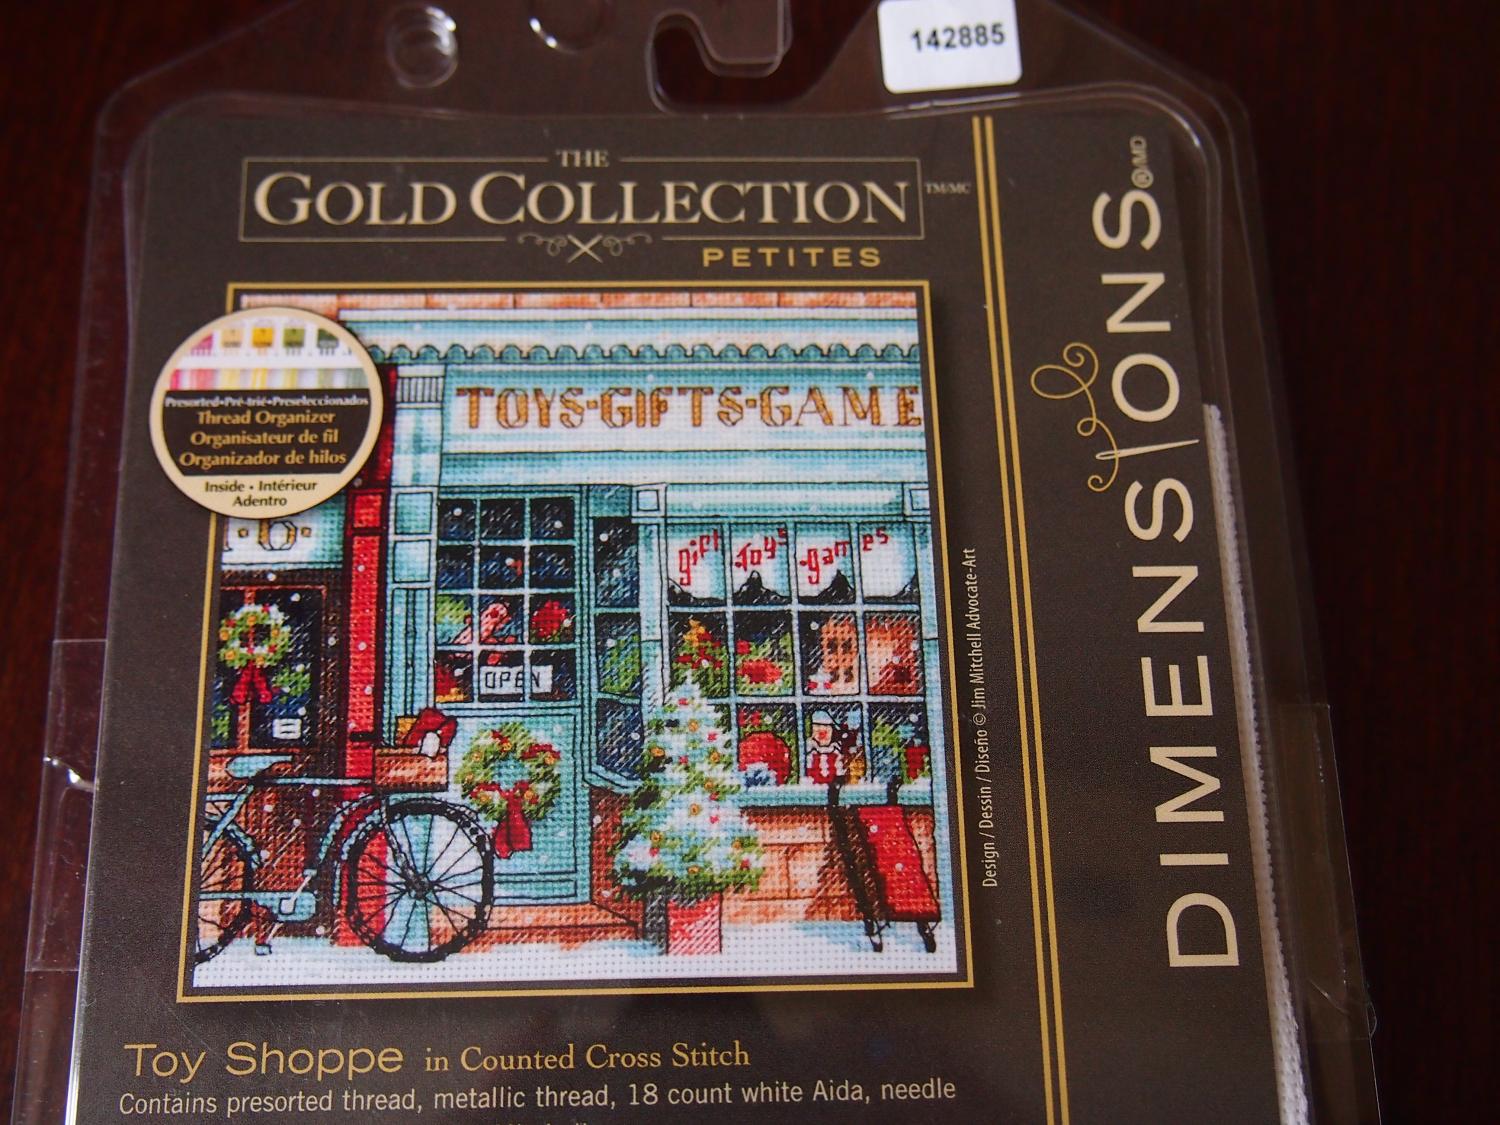 142885
THE
GOLD COLLECTION TM/MC
PETITES
DIMENSIONS ®/MD
Presorted•Pré-trié•Preseleccionados
Thread Organizer
Organisateur de fil
Organizador de hilos
Inside • Intérieur
Adentro
TOYS·GIFTS·GAME
gift toys games
OPEN
Design / Dessin / Diseño © Jim Mitchell Advocate-Art
Toy Shoppe in Counted Cross Stitch
Contains presorted thread, metallic thread, 18 count white Aida, needle